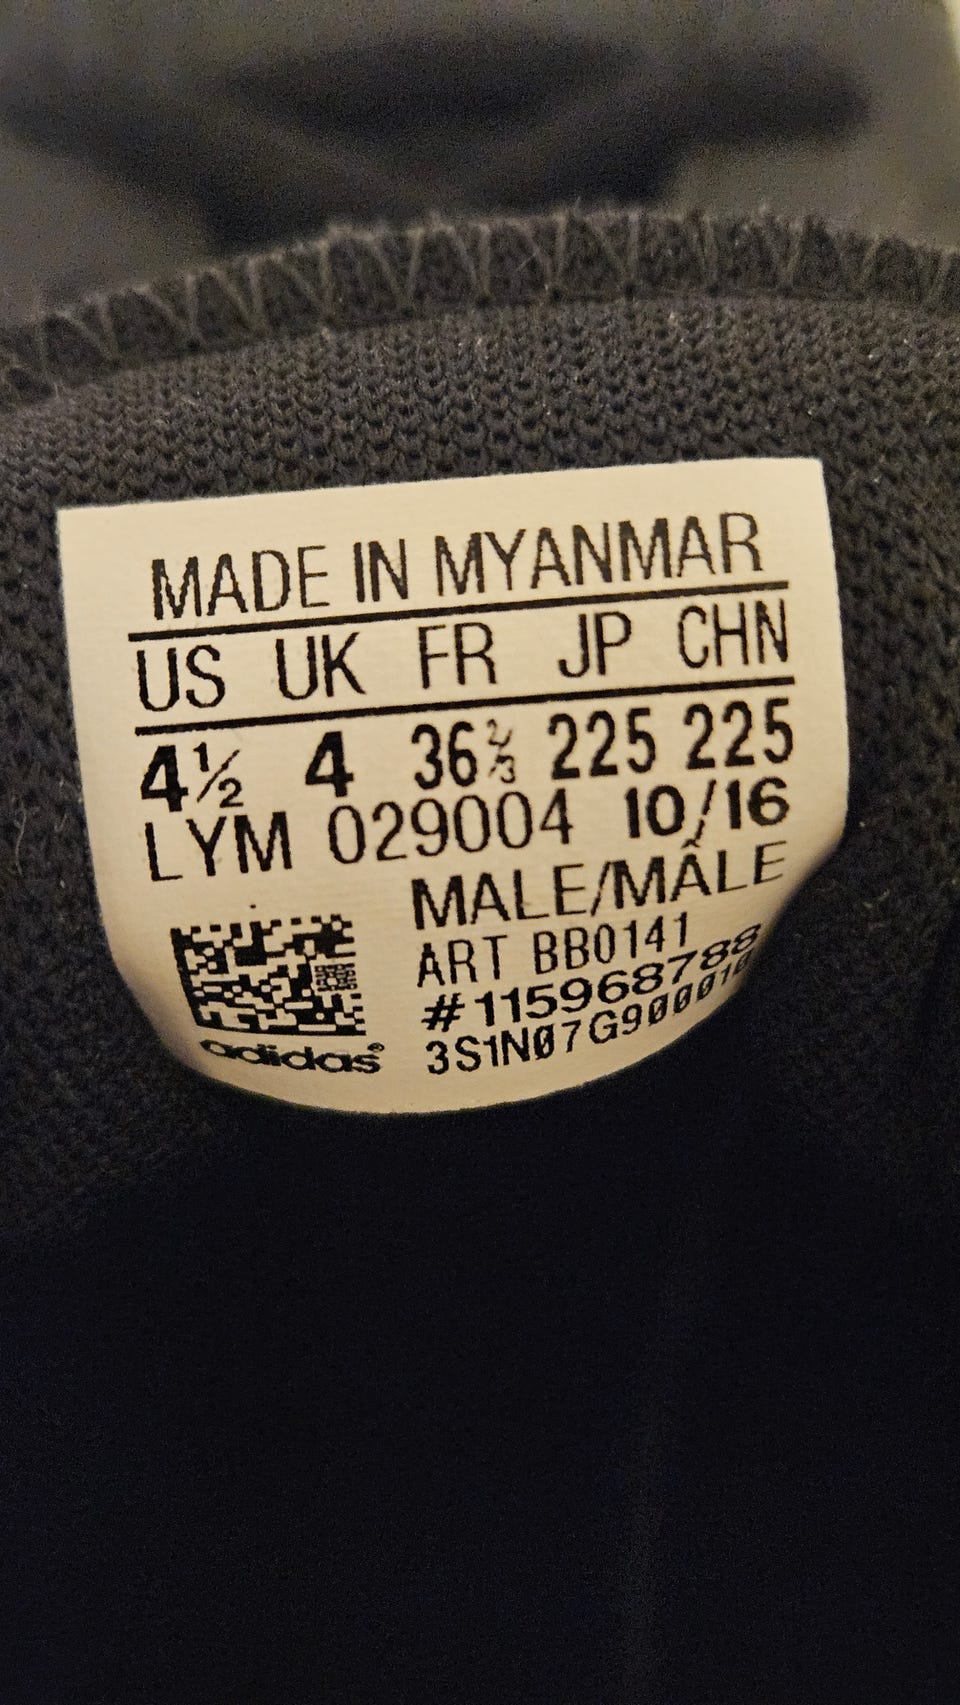 MADE IN MYANMAR
US UK FR JP CHN
4½ 4 36⅔ 225 225
LYM 029004 10/16
MALE/MÂLE
ART BB0141
#115968788
3S1N07G900010
adidas®